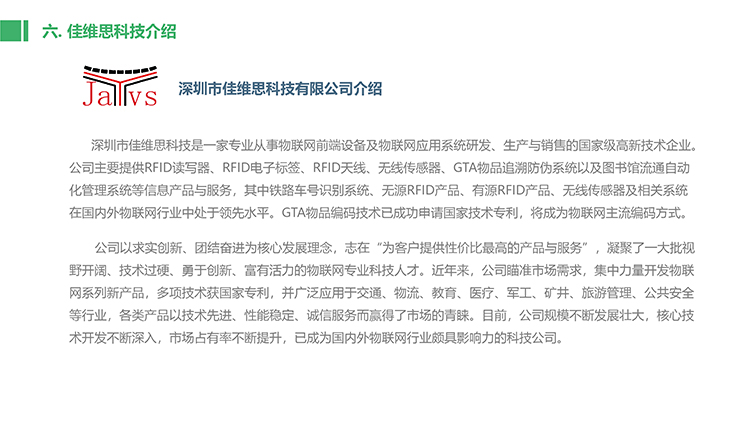 六. 佳维思科技介绍
JaYvs
深圳市佳维思科技有限公司介绍
深圳市佳维思科技是一家专业从事物联网前端设备及物联网应用系统研发、生产与销售的国家级高新技术企业。
公司主要提供RFID读写器、RFID电子标签、RFID天线、无线传感器、GTA物品追溯防伪系统以及图书馆流通自动
化管理系统等信息产品与服务，其中铁路车号识别系统、无源RFID产品、有源RFID产品、无线传感器及相关系统
在国内外物联网行业中处于领先水平。GTA物品编码技术已成功申请国家技术专利，将成为物联网主流编码方式。
公司以求实创新、团结奋进为核心发展理念，志在“为客户提供性价比最高的产品与服务”，凝聚了一大批视
野开阔、技术过硬、勇于创新、富有活力的物联网专业科技人才。近年来，公司瞄准市场需求，集中力量开发物联
网系列新产品，多项技术获国家专利，并广泛应用于交通、物流、教育、医疗、军工、矿井、旅游管理、公共安全
等行业，各类产品以技术先进、性能稳定、诚信服务而赢得了市场的青睐。目前，公司规模不断发展壮大，核心技
术开发不断深入，市场占有率不断提升，已成为国内外物联网行业颇具影响力的科技公司。